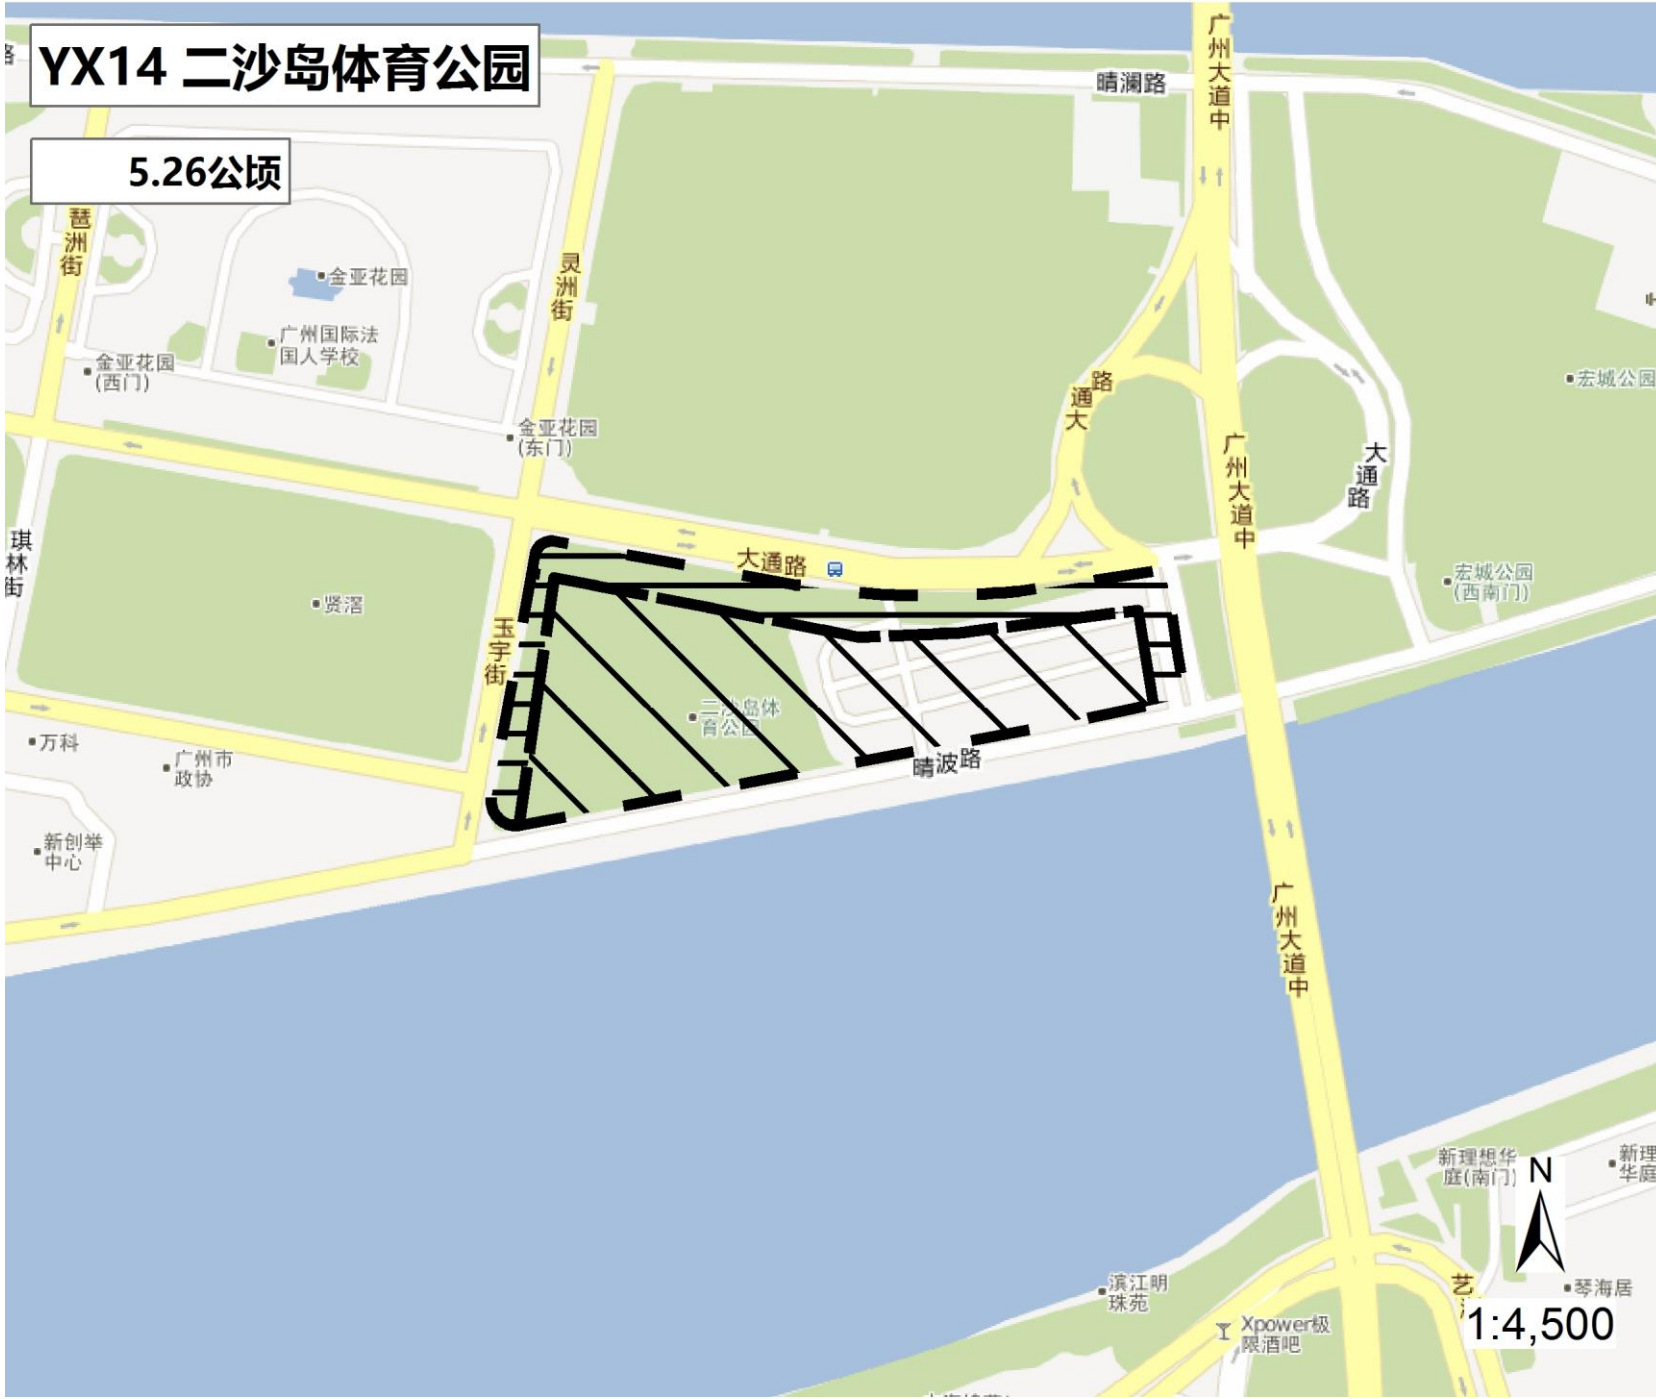 YX14 二沙岛体育公园
5.26公顷
路
晴澜路
广州大道中
琶洲街
灵洲街
金亚花园
广州国际法
国人学校
金亚花园
(西门)
金亚花园
(东门)
大通路
宏城公园
广州大道中
大通路
琪林街
大通路
宏城公园
(西南门)
贤滘
玉宇街
二沙岛体
育公园
晴波路
万科
广州市
政协
新创举
中心
广州大道中
新理想华
庭(南门)
新理
华庭
N
滨江明
珠苑
艺
琴海居
1:4,500
Xpower极
限酒吧